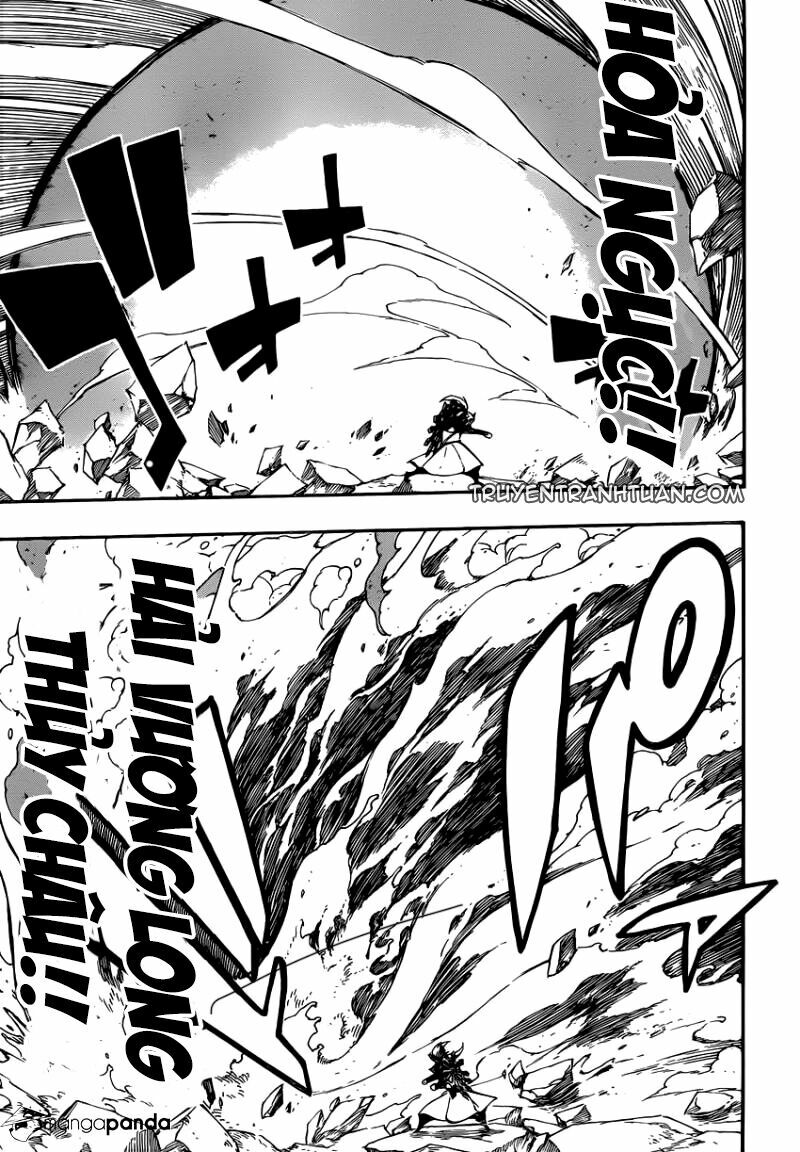 HỎA NGỤC!!
TRUYENTRANHTUAN.COM
HẢI VƯƠNG LONG
THỦY CHÂU!!
mangapanda